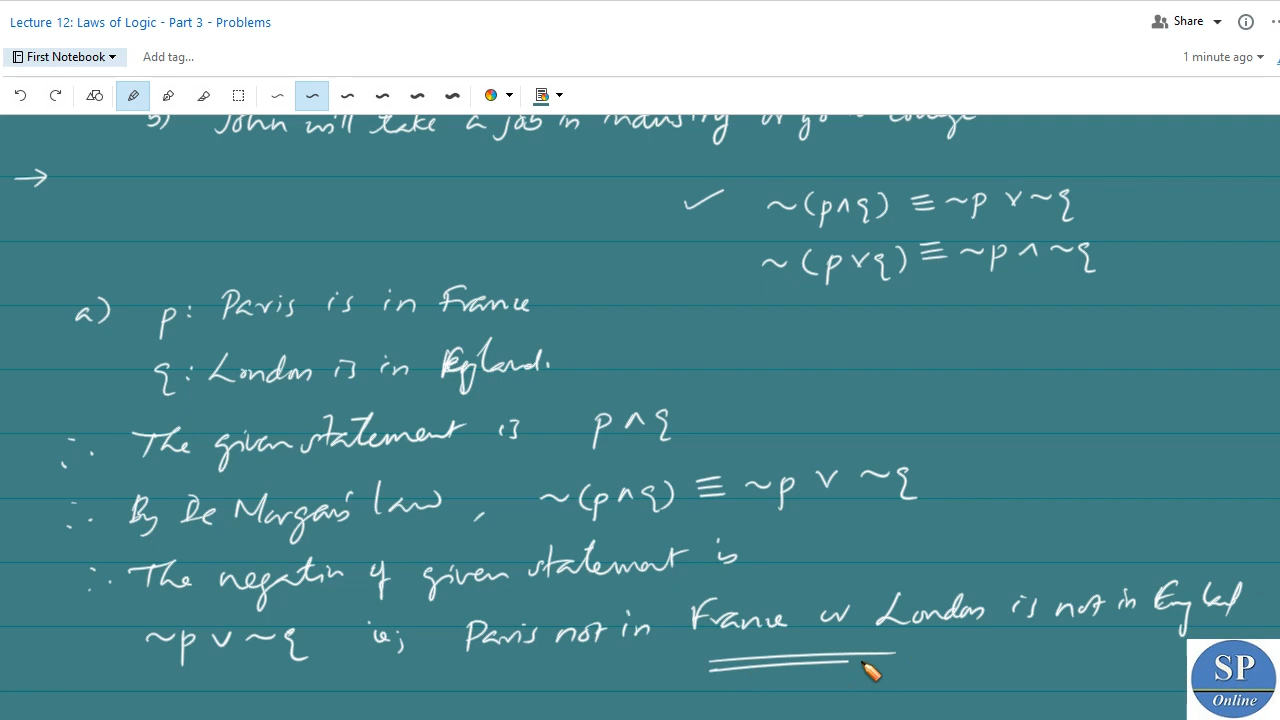 Lecture 12: Laws of Logic - Part 3 - Problems
Share
First Notebook
Add tag...
1 minute ago
b) John will take a job in industry or go to college
~(p∧q) ≡ ~p ∨ ~q
~(p∨q) ≡ ~p ∧ ~q
a) p: Paris is in France
q: London is in England.
∴ The given statement is p∧q
∴ By De Morgan's law, ~(p∧q) ≡ ~p ∨ ~q
∴ The negation of given statement is
~p ∨ ~q ie; Paris not in France or London is not in England
SP
Online